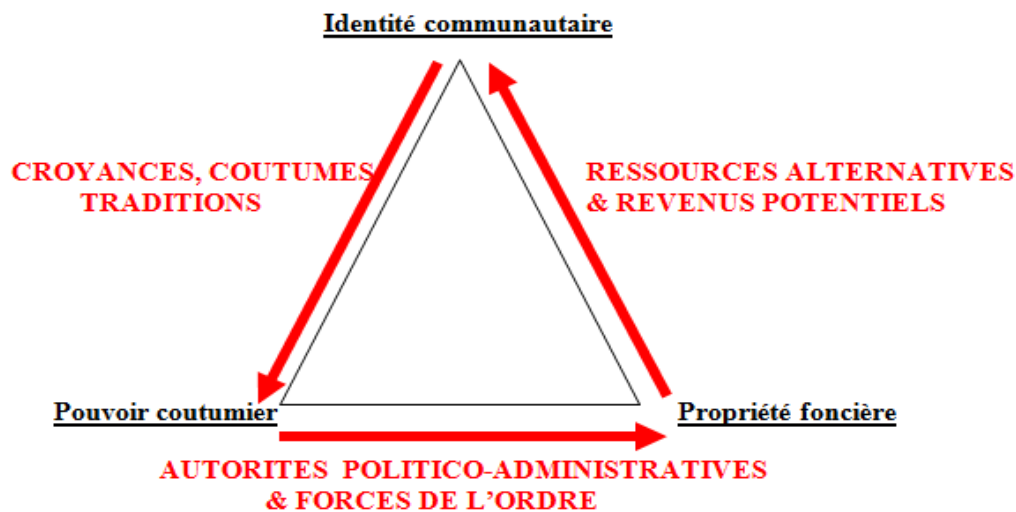 Identité communautaire
CROYANCES, COUTUMES
TRADITIONS
RESSOURCES ALTERNATIVES
& REVENUS POTENTIELS
Pouvoir coutumier
Propriété foncière
AUTORITES POLITICO-ADMINISTRATIVES
& FORCES DE L'ORDRE